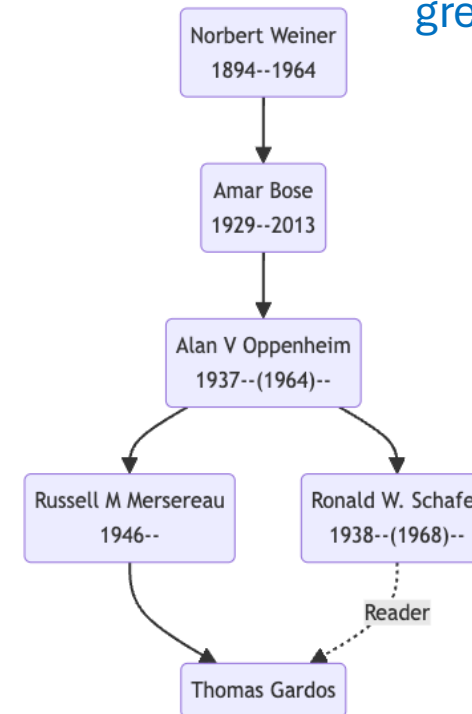 gre
Norbert Weiner
1894--1964
Amar Bose
1929--2013
Alan V Oppenheim
1937--(1964)--
Russell M Mersereau
1946--
Ronald W. Schafe
1938--(1968)--
Reader
Thomas Gardos